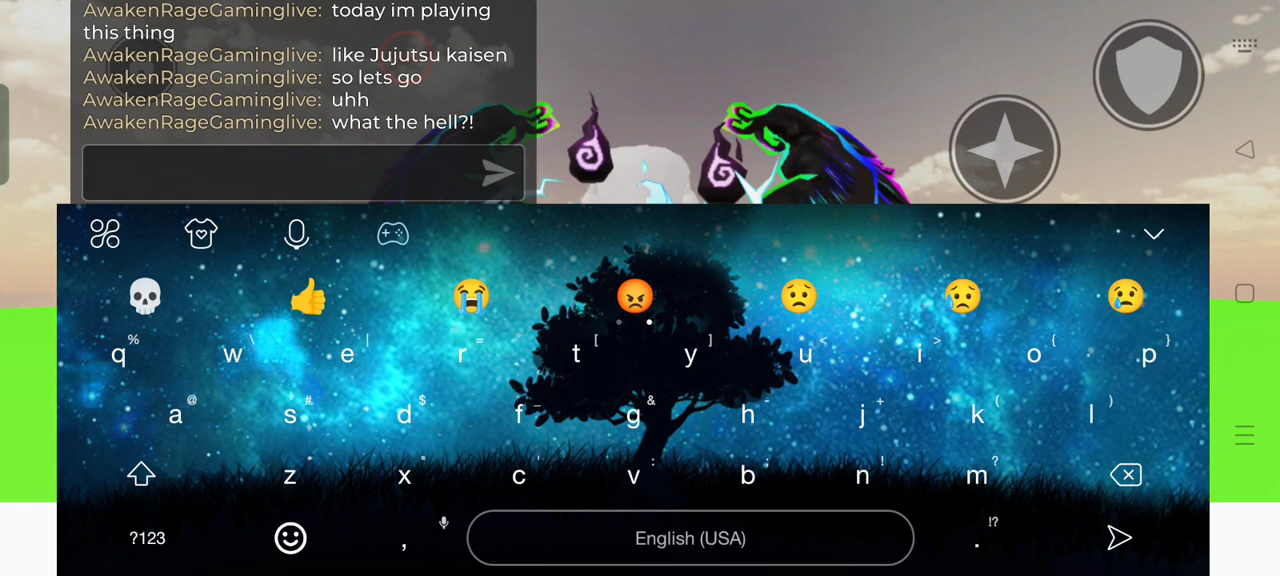 AwakenRageGaminglive: today im playing
this thing
AwakenRageGaminglive: like Jujutsu kaisen
AwakenRageGaminglive: so lets go
AwakenRageGaminglive: uhh
AwakenRageGaminglive: what the hell?!
% \ | = [ ] < > { }
q w e r t y u i o p
@ # $ _ & - + ( )
a s d f g h j k l
* " ' : ; ! ?
z x c v b n m
!?
?123 , English (USA) .